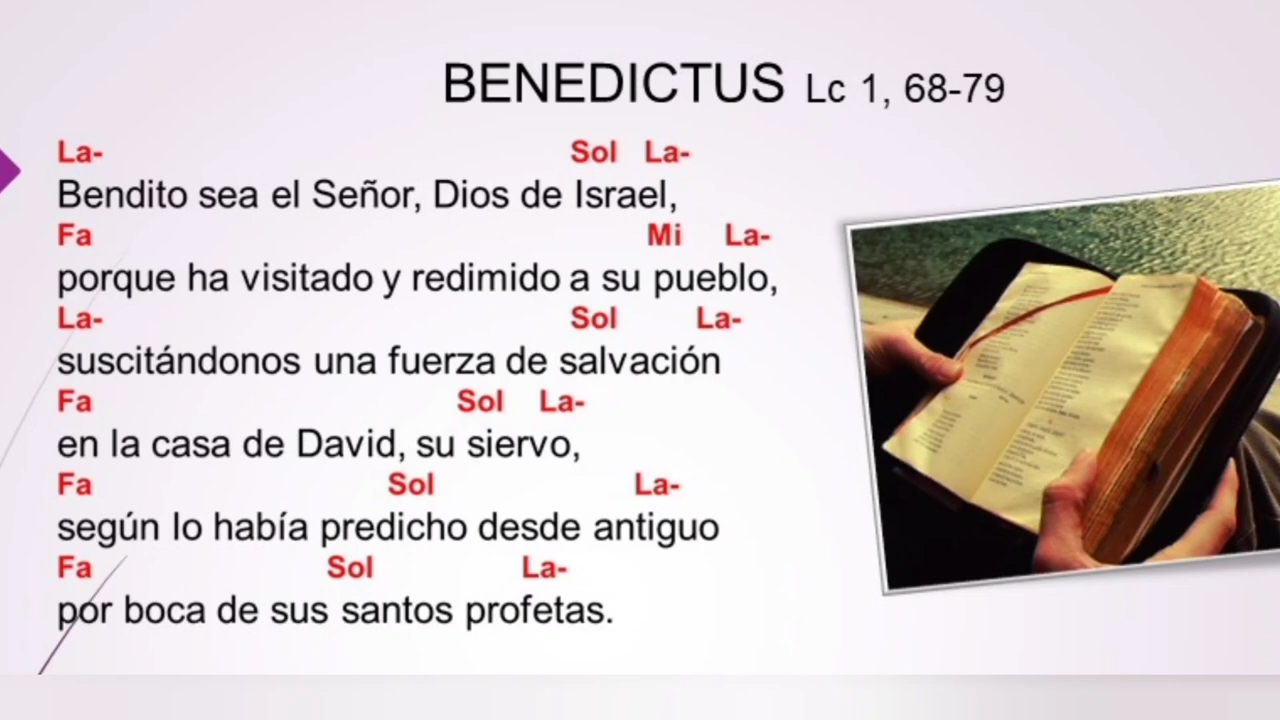 BENEDICTUS Lc 1, 68-79
La- Sol La-
Bendito sea el Señor, Dios de Israel,
Fa Mi La-
porque ha visitado y redimido a su pueblo,
La- Sol La-
suscitándonos una fuerza de salvación
Fa Sol La-
en la casa de David, su siervo,
Fa Sol La-
según lo había predicho desde antiguo
Fa Sol La-
por boca de sus santos profetas.